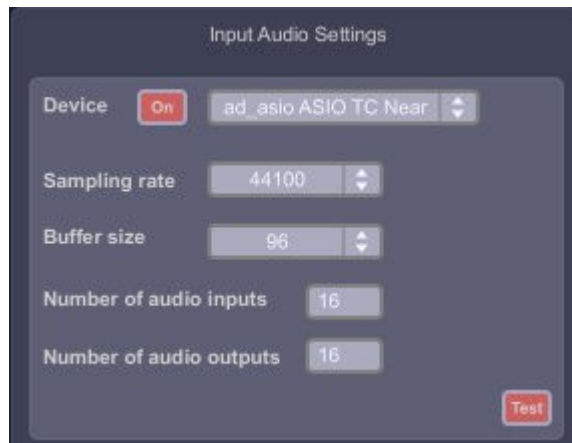 Input Audio Settings
Device On ad_asio ASIO TC Near
Sampling rate 44100
Buffer size 96
Number of audio inputs 16
Number of audio outputs 16
Test